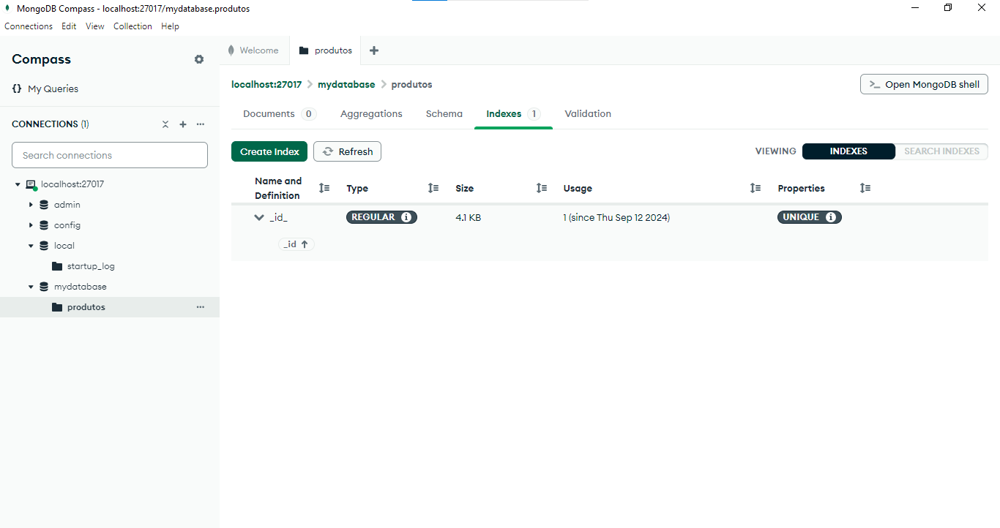 MongoDB Compass - localhost:27017/mydatabase.produtos
Connections Edit View Collection Help
Compass
Welcome
produtos
{} My Queries
localhost:27017 > mydatabase > produtos
>_ Open MongoDB shell
Documents 0 Aggregations Schema Indexes 1 Validation
CONNECTIONS (1)
Search connections
localhost:27017
admin
config
local
startup_log
mydatabase
produtos
Create Index
Refresh
VIEWING INDEXES SEARCH INDEXES
Name and
Definition
Type Size Usage Properties
_id_ REGULAR 4.1 KB 1 (since Thu Sep 12 2024) UNIQUE
_id ↑